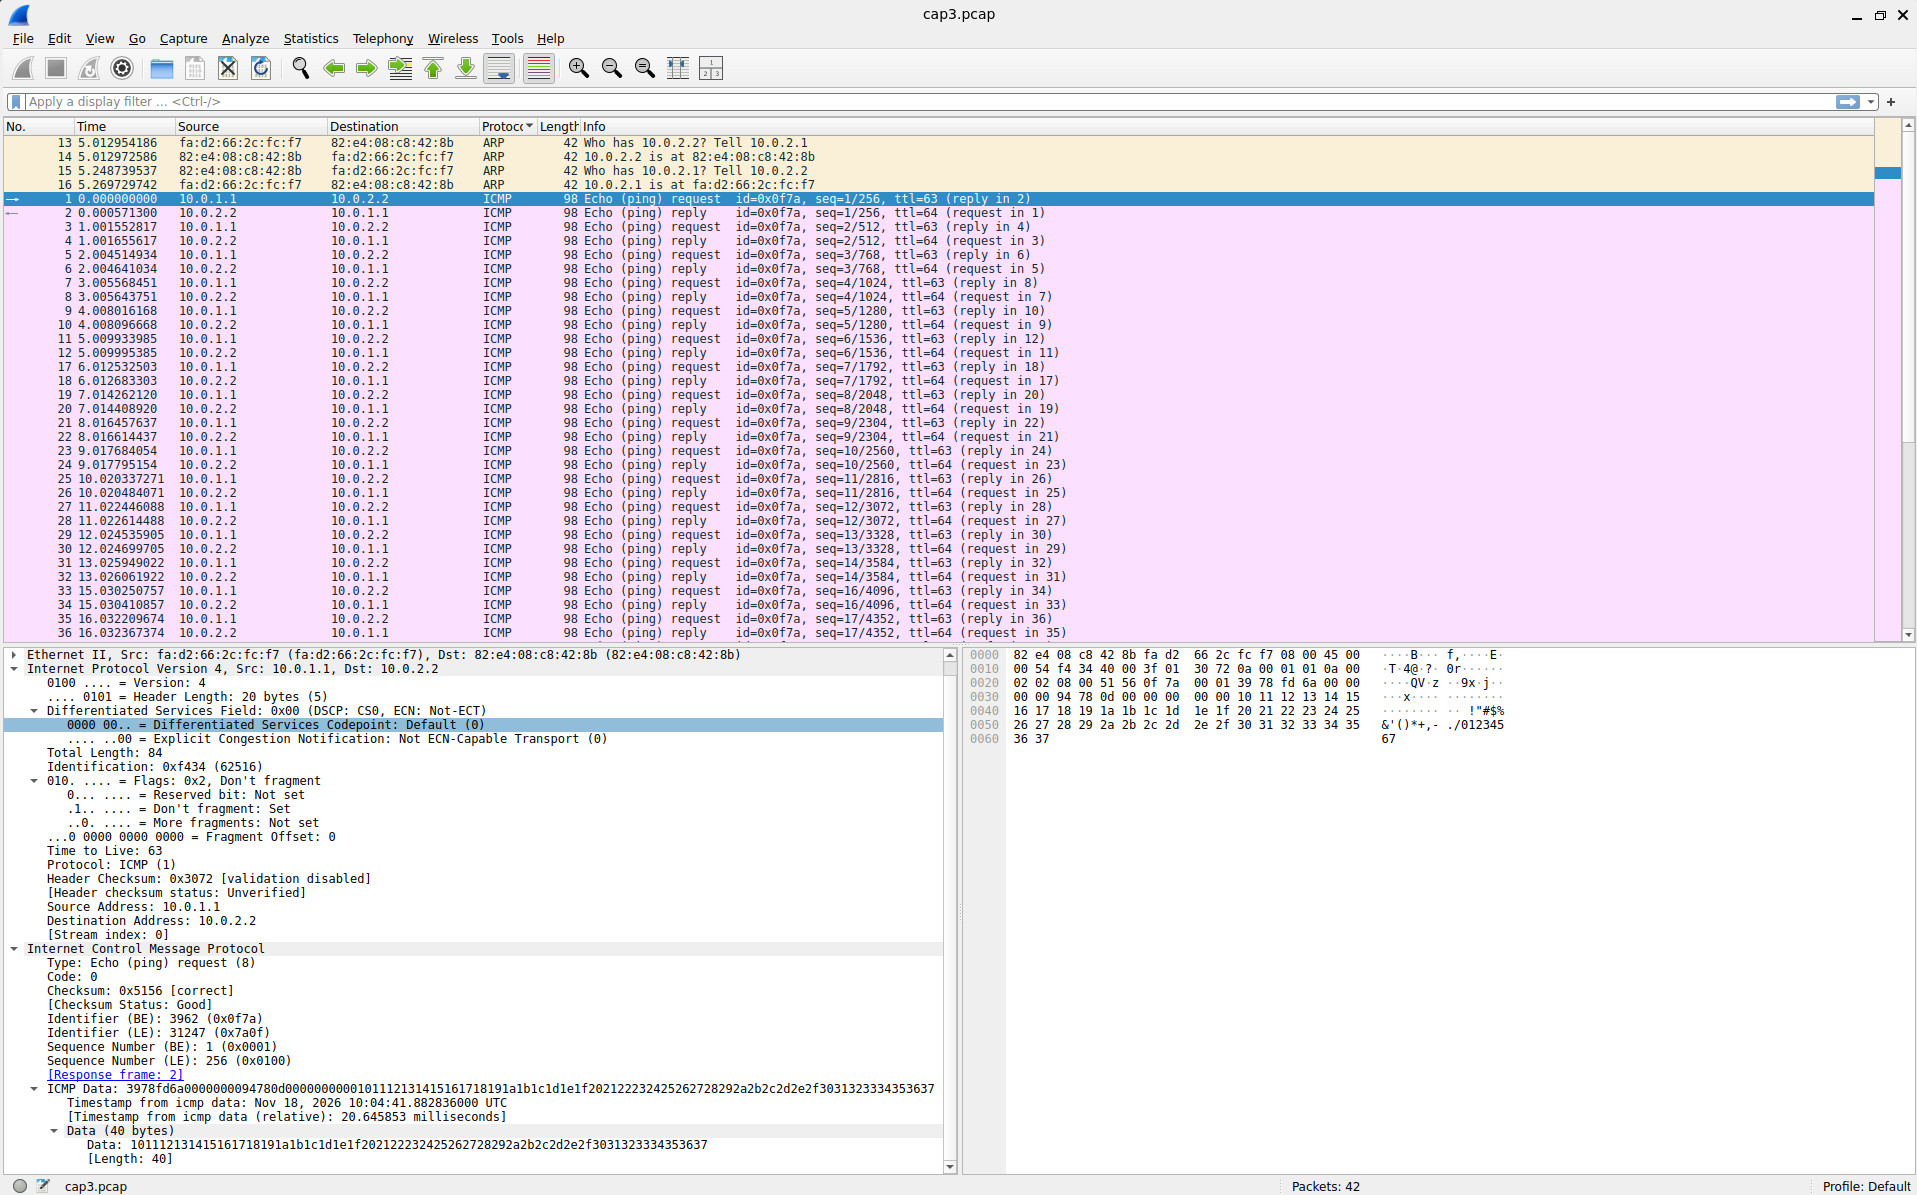 cap3.pcap
File Edit View Go Capture Analyze Statistics Telephony Wireless Tools Help
Apply a display filter ... <Ctrl-/>
No. Time Source Destination Protoco Length Info
13 5.012954186 fa:d2:66:2c:fc:f7 82:e4:08:c8:42:8b ARP 42 Who has 10.0.2.2? Tell 10.0.2.1
14 5.012972586 82:e4:08:c8:42:8b fa:d2:66:2c:fc:f7 ARP 42 10.0.2.2 is at 82:e4:08:c8:42:8b
15 5.248739537 82:e4:08:c8:42:8b fa:d2:66:2c:fc:f7 ARP 42 Who has 10.0.2.1? Tell 10.0.2.2
16 5.269729742 fa:d2:66:2c:fc:f7 82:e4:08:c8:42:8b ARP 42 10.0.2.1 is at fa:d2:66:2c:fc:f7
1 0.000000000 10.0.1.1 10.0.2.2 ICMP 98 Echo (ping) request id=0x0f7a, seq=1/256, ttl=63 (reply in 2)
2 0.000571300 10.0.2.2 10.0.1.1 ICMP 98 Echo (ping) reply id=0x0f7a, seq=1/256, ttl=64 (request in 1)
3 1.001552817 10.0.1.1 10.0.2.2 ICMP 98 Echo (ping) request id=0x0f7a, seq=2/512, ttl=63 (reply in 4)
4 1.001655617 10.0.2.2 10.0.1.1 ICMP 98 Echo (ping) reply id=0x0f7a, seq=2/512, ttl=64 (request in 3)
5 2.004514934 10.0.1.1 10.0.2.2 ICMP 98 Echo (ping) request id=0x0f7a, seq=3/768, ttl=63 (reply in 6)
6 2.004641034 10.0.2.2 10.0.1.1 ICMP 98 Echo (ping) reply id=0x0f7a, seq=3/768, ttl=64 (request in 5)
7 3.005568451 10.0.1.1 10.0.2.2 ICMP 98 Echo (ping) request id=0x0f7a, seq=4/1024, ttl=63 (reply in 8)
8 3.005643751 10.0.2.2 10.0.1.1 ICMP 98 Echo (ping) reply id=0x0f7a, seq=4/1024, ttl=64 (request in 7)
9 4.008016168 10.0.1.1 10.0.2.2 ICMP 98 Echo (ping) request id=0x0f7a, seq=5/1280, ttl=63 (reply in 10)
10 4.008096668 10.0.2.2 10.0.1.1 ICMP 98 Echo (ping) reply id=0x0f7a, seq=5/1280, ttl=64 (request in 9)
11 5.009933985 10.0.1.1 10.0.2.2 ICMP 98 Echo (ping) request id=0x0f7a, seq=6/1536, ttl=63 (reply in 12)
12 5.009995385 10.0.2.2 10.0.1.1 ICMP 98 Echo (ping) reply id=0x0f7a, seq=6/1536, ttl=64 (request in 11)
17 6.012532503 10.0.1.1 10.0.2.2 ICMP 98 Echo (ping) request id=0x0f7a, seq=7/1792, ttl=63 (reply in 18)
18 6.012683303 10.0.2.2 10.0.1.1 ICMP 98 Echo (ping) reply id=0x0f7a, seq=7/1792, ttl=64 (request in 17)
19 7.014262120 10.0.1.1 10.0.2.2 ICMP 98 Echo (ping) request id=0x0f7a, seq=8/2048, ttl=63 (reply in 20)
20 7.014408920 10.0.2.2 10.0.1.1 ICMP 98 Echo (ping) reply id=0x0f7a, seq=8/2048, ttl=64 (request in 19)
21 8.016457637 10.0.1.1 10.0.2.2 ICMP 98 Echo (ping) request id=0x0f7a, seq=9/2304, ttl=63 (reply in 22)
22 8.016614437 10.0.2.2 10.0.1.1 ICMP 98 Echo (ping) reply id=0x0f7a, seq=9/2304, ttl=64 (request in 21)
23 9.017684054 10.0.1.1 10.0.2.2 ICMP 98 Echo (ping) request id=0x0f7a, seq=10/2560, ttl=63 (reply in 24)
24 9.017795154 10.0.2.2 10.0.1.1 ICMP 98 Echo (ping) reply id=0x0f7a, seq=10/2560, ttl=64 (request in 23)
25 10.020337271 10.0.1.1 10.0.2.2 ICMP 98 Echo (ping) request id=0x0f7a, seq=11/2816, ttl=63 (reply in 26)
26 10.020484071 10.0.2.2 10.0.1.1 ICMP 98 Echo (ping) reply id=0x0f7a, seq=11/2816, ttl=64 (request in 25)
27 11.022446088 10.0.1.1 10.0.2.2 ICMP 98 Echo (ping) request id=0x0f7a, seq=12/3072, ttl=63 (reply in 28)
28 11.022614488 10.0.2.2 10.0.1.1 ICMP 98 Echo (ping) reply id=0x0f7a, seq=12/3072, ttl=64 (request in 27)
29 12.024535905 10.0.1.1 10.0.2.2 ICMP 98 Echo (ping) request id=0x0f7a, seq=13/3328, ttl=63 (reply in 30)
30 12.024699705 10.0.2.2 10.0.1.1 ICMP 98 Echo (ping) reply id=0x0f7a, seq=13/3328, ttl=64 (request in 29)
31 13.025949022 10.0.1.1 10.0.2.2 ICMP 98 Echo (ping) request id=0x0f7a, seq=14/3584, ttl=63 (reply in 32)
32 13.026061922 10.0.2.2 10.0.1.1 ICMP 98 Echo (ping) reply id=0x0f7a, seq=14/3584, ttl=64 (request in 31)
33 15.030250757 10.0.1.1 10.0.2.2 ICMP 98 Echo (ping) request id=0x0f7a, seq=16/4096, ttl=63 (reply in 34)
34 15.030410857 10.0.2.2 10.0.1.1 ICMP 98 Echo (ping) reply id=0x0f7a, seq=16/4096, ttl=64 (request in 33)
35 16.032209674 10.0.1.1 10.0.2.2 ICMP 98 Echo (ping) request id=0x0f7a, seq=17/4352, ttl=63 (reply in 36)
36 16.032367374 10.0.2.2 10.0.1.1 ICMP 98 Echo (ping) reply id=0x0f7a, seq=17/4352, ttl=64 (request in 35)
Ethernet II, Src: fa:d2:66:2c:fc:f7 (fa:d2:66:2c:fc:f7), Dst: 82:e4:08:c8:42:8b (82:e4:08:c8:42:8b)
Internet Protocol Version 4, Src: 10.0.1.1, Dst: 10.0.2.2
0100 .... = Version: 4
.... 0101 = Header Length: 20 bytes (5)
Differentiated Services Field: 0x00 (DSCP: CS0, ECN: Not-ECT)
0000 00.. = Differentiated Services Codepoint: Default (0)
.... ..00 = Explicit Congestion Notification: Not ECN-Capable Transport (0)
Total Length: 84
Identification: 0xf434 (62516)
010. .... = Flags: 0x2, Don't fragment
0... .... = Reserved bit: Not set
.1.. .... = Don't fragment: Set
..0. .... = More fragments: Not set
...0 0000 0000 0000 = Fragment Offset: 0
Time to Live: 63
Protocol: ICMP (1)
Header Checksum: 0x3072 [validation disabled]
[Header checksum status: Unverified]
Source Address: 10.0.1.1
Destination Address: 10.0.2.2
[Stream index: 0]
Internet Control Message Protocol
Type: Echo (ping) request (8)
Code: 0
Checksum: 0x5156 [correct]
[Checksum Status: Good]
Identifier (BE): 3962 (0x0f7a)
Identifier (LE): 31247 (0x7a0f)
Sequence Number (BE): 1 (0x0001)
Sequence Number (LE): 256 (0x0100)
[Response frame: 2]
ICMP Data: 3978fd6a0000000094780d0000000000101112131415161718191a1b1c1d1e1f202122232425262728292a2b2c2d2e2f3031323334353637
Timestamp from icmp data: Nov 18, 2026 10:04:41.882836000 UTC
[Timestamp from icmp data (relative): 20.645853 milliseconds]
Data (40 bytes)
Data: 101112131415161718191a1b1c1d1e1f202122232425262728292a2b2c2d2e2f3031323334353637
[Length: 40]
0000 82 e4 08 c8 42 8b fa d2 66 2c fc f7 08 00 45 00 ····B··· f,····E·
0010 00 54 f4 34 40 00 3f 01 30 72 0a 00 01 01 0a 00 ·T·4@·?· 0r······
0020 02 02 08 00 51 56 0f 7a 00 01 39 78 fd 6a 00 00 ····QV·z ··9x·j··
0030 00 00 94 78 0d 00 00 00 00 00 10 11 12 13 14 15 ···x···· ········
0040 16 17 18 19 1a 1b 1c 1d 1e 1f 20 21 22 23 24 25 ········ ·· !"#$%
0050 26 27 28 29 2a 2b 2c 2d 2e 2f 30 31 32 33 34 35 &'()*+,- ./012345
0060 36 37 67
cap3.pcap Packets: 42 Profile: Default